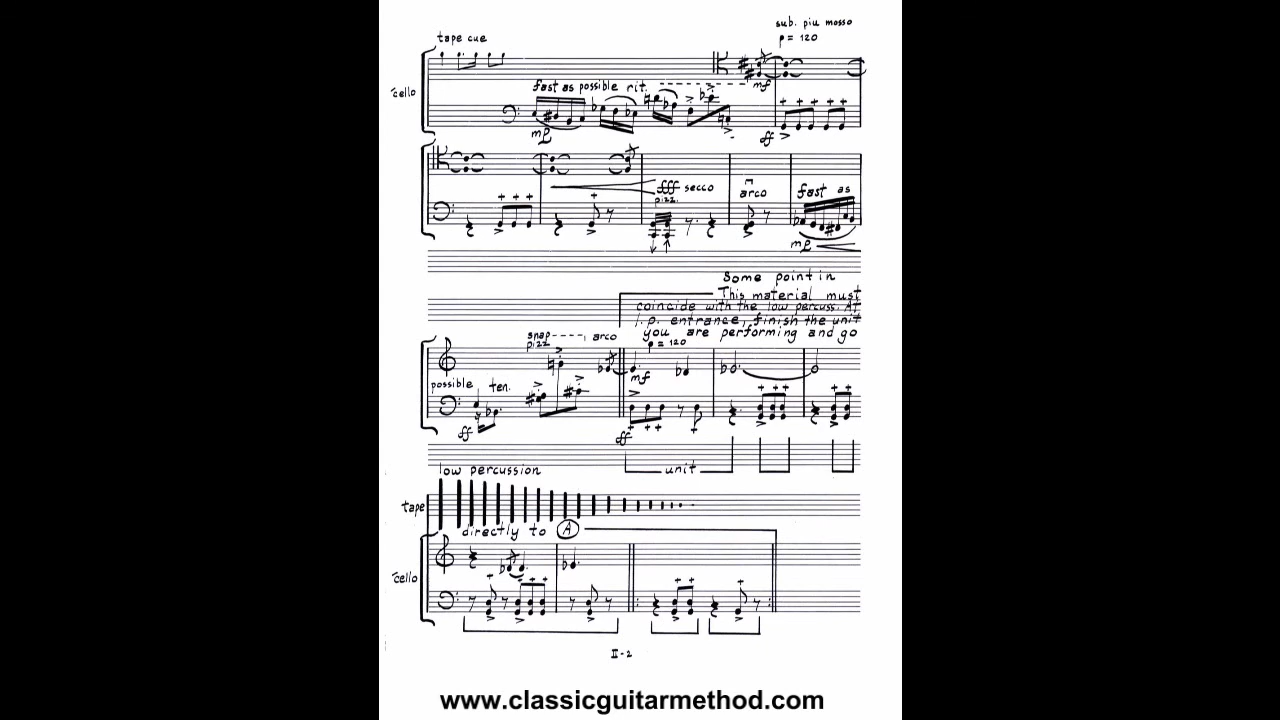 sub. piu mosso
tape cue
= 120
'cello
fast as possible rit.
mf
mp
ff
fff secco
pizz.
arco
fast as
mp
Some point in
This material must
coincide with the low percuss. At
l.p. entrance, finish the unit
you are performing and go
snap arco
pizz
= 120
possible ten.
mf
ff
ff
unit
low percussion
tape
directly to A
'cello
II-2
www.classicguitarmethod.com